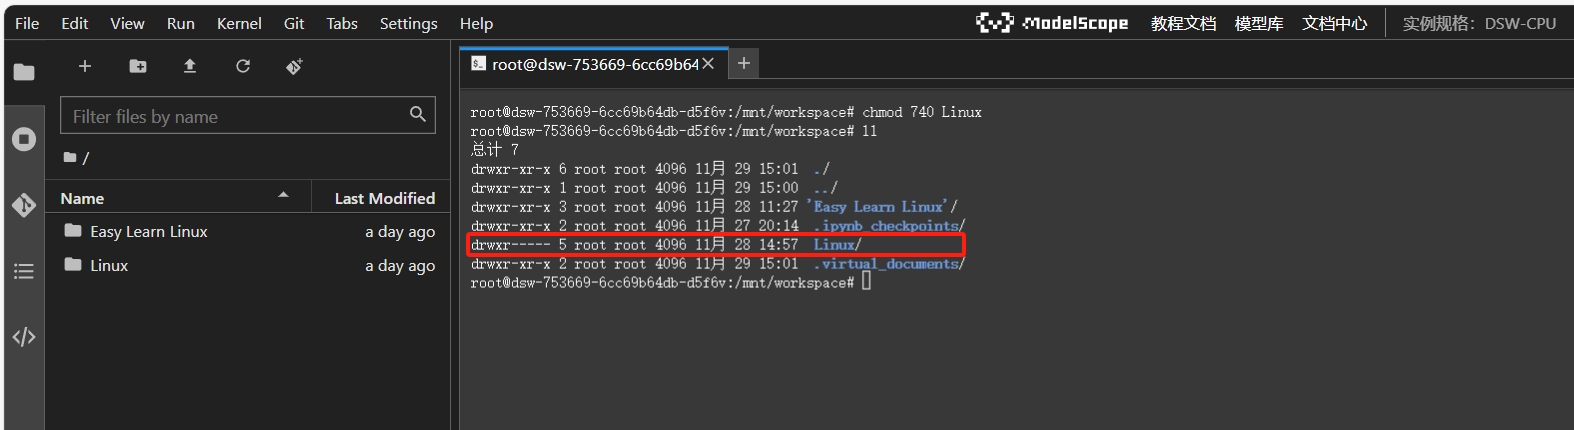 File Edit View Run Kernel Git Tabs Settings Help
ModelScope 教程文档 模型库 文档中心 实例规格：DSW-CPU
Filter files by name
/
Name Last Modified
Easy Learn Linux a day ago
Linux a day ago
root@dsw-753669-6cc69b64
root@dsw-753669-6cc69b64db-d5f6v:/mnt/workspace# chmod 740 Linux
root@dsw-753669-6cc69b64db-d5f6v:/mnt/workspace# ll
总计 7
drwxr-xr-x 6 root root 4096 11月 29 15:01 ./
drwxr-xr-x 1 root root 4096 11月 29 15:00 ../
drwxr-xr-x 3 root root 4096 11月 28 11:27 'Easy Learn Linux'/
drwxr-xr-x 2 root root 4096 11月 27 20:14 .ipynb_checkpoints/
drwxr----- 5 root root 4096 11月 28 14:57 Linux/
drwxr-xr-x 2 root root 4096 11月 29 15:01 .virtual_documents/
root@dsw-753669-6cc69b64db-d5f6v:/mnt/workspace#